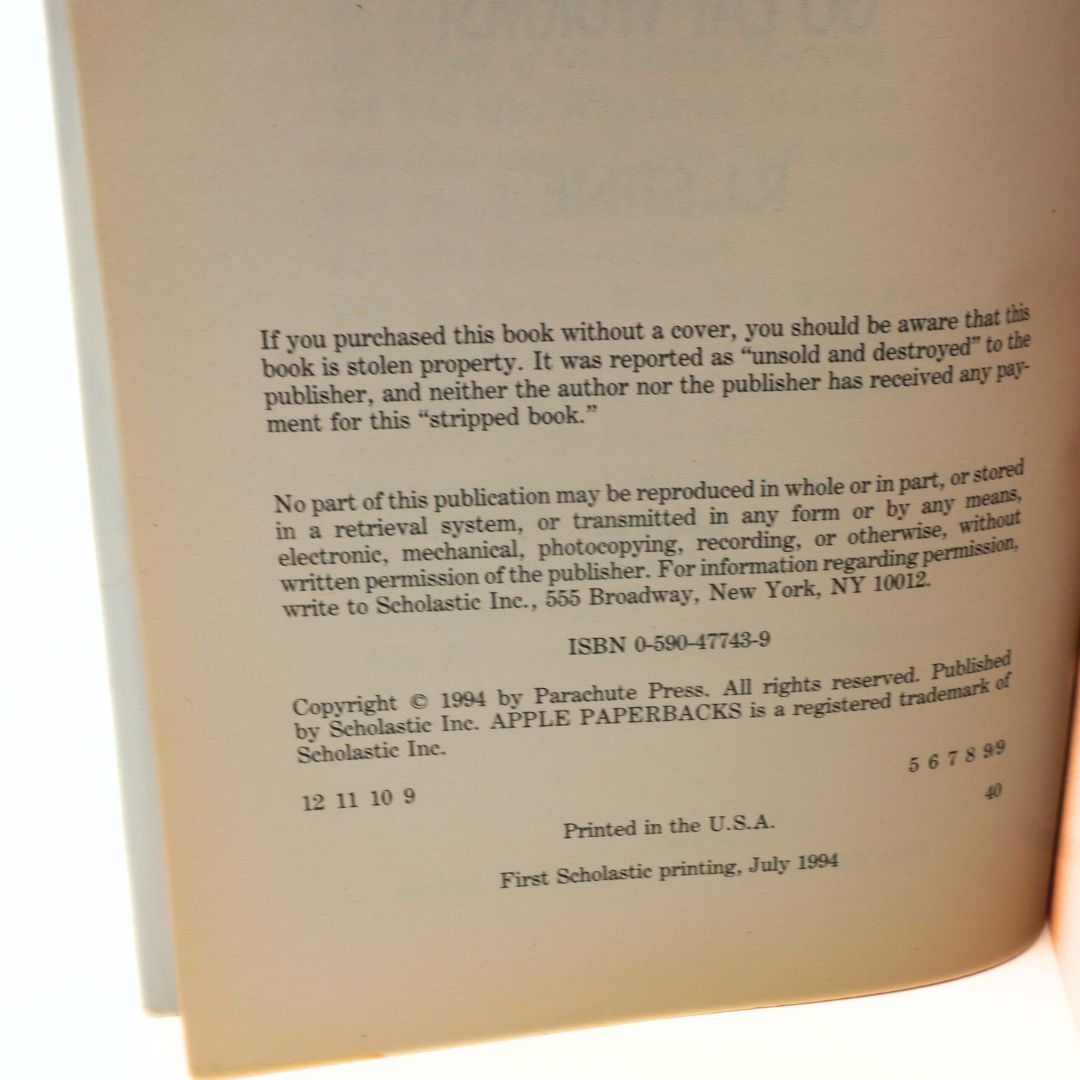 If you purchased this book without a cover, you should be aware that this
book is stolen property. It was reported as “unsold and destroyed” to the
publisher, and neither the author nor the publisher has received any pay-
ment for this “stripped book.”
No part of this publication may be reproduced in whole or in part, or stored
in a retrieval system, or transmitted in any form or by any means,
electronic, mechanical, photocopying, recording, or otherwise, without
written permission of the publisher. For information regarding permission,
write to Scholastic Inc., 555 Broadway, New York, NY 10012.
ISBN 0-590-47743-9
Copyright © 1994 by Parachute Press. All rights reserved. Published
by Scholastic Inc. APPLE PAPERBACKS is a registered trademark of
Scholastic Inc.
12 11 10 9 5 6 7 8 9/9
40
Printed in the U.S.A.
First Scholastic printing, July 1994